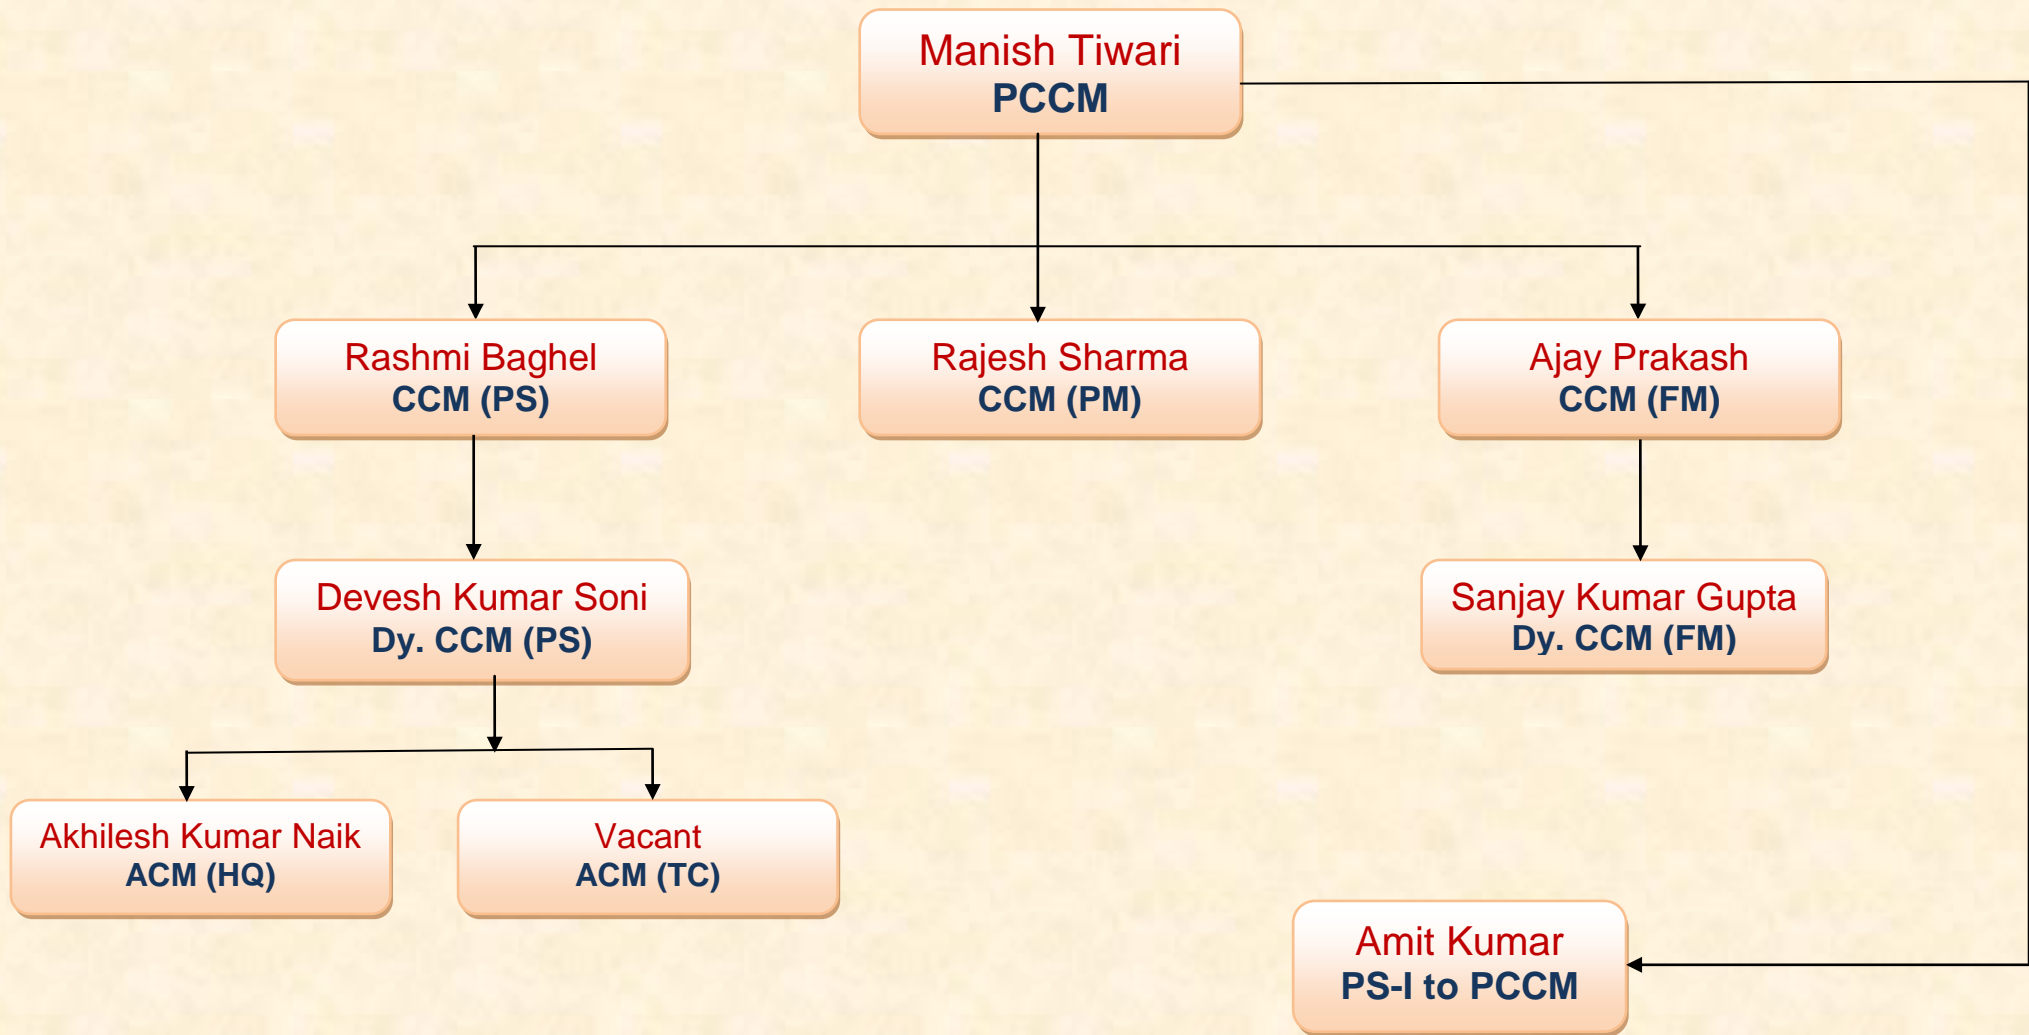 Manish Tiwari
PCCM
Rashmi Baghel
CCM (PS)
Rajesh Sharma
CCM (PM)
Ajay Prakash
CCM (FM)
Devesh Kumar Soni
Dy. CCM (PS)
Sanjay Kumar Gupta
Dy. CCM (FM)
Akhilesh Kumar Naik
ACM (HQ)
Vacant
ACM (TC)
Amit Kumar
PS-I to PCCM